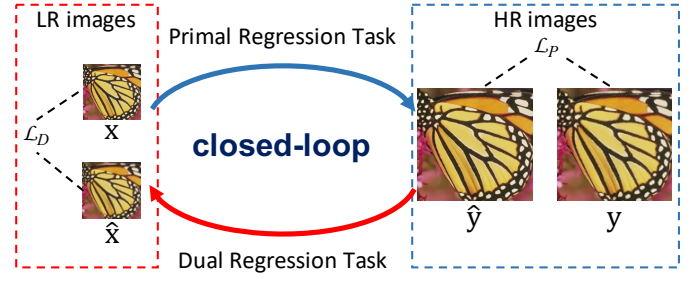 LR images
Primal Regression Task
HR images
ℒ_P
x
ℒ_D
closed-loop
x̂
ŷ
y
Dual Regression Task